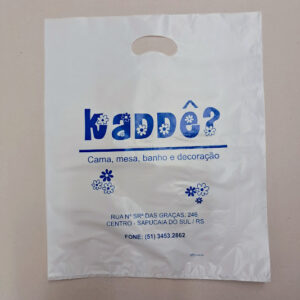 kaDDê?
Cama, mesa, banho e decoração
RUA Nª SRª DAS GRAÇAS, 246
CENTRO - SAPUCAIA DO SUL / RS
FONE: (51) 3453.2862